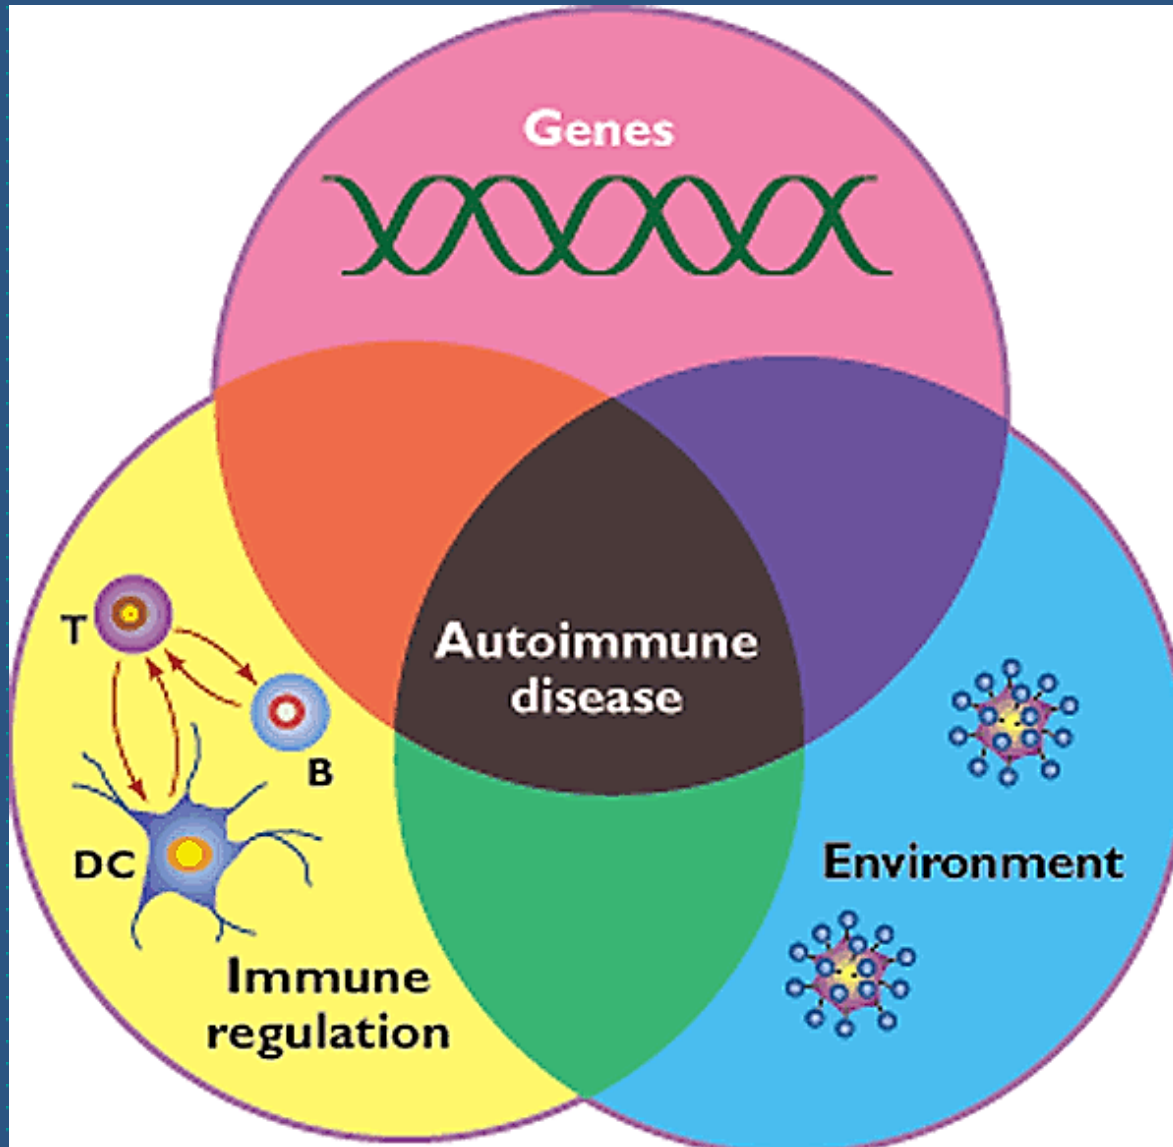 Genes
Autoimmune
disease
T
B
DC
Environment
Immune
regulation